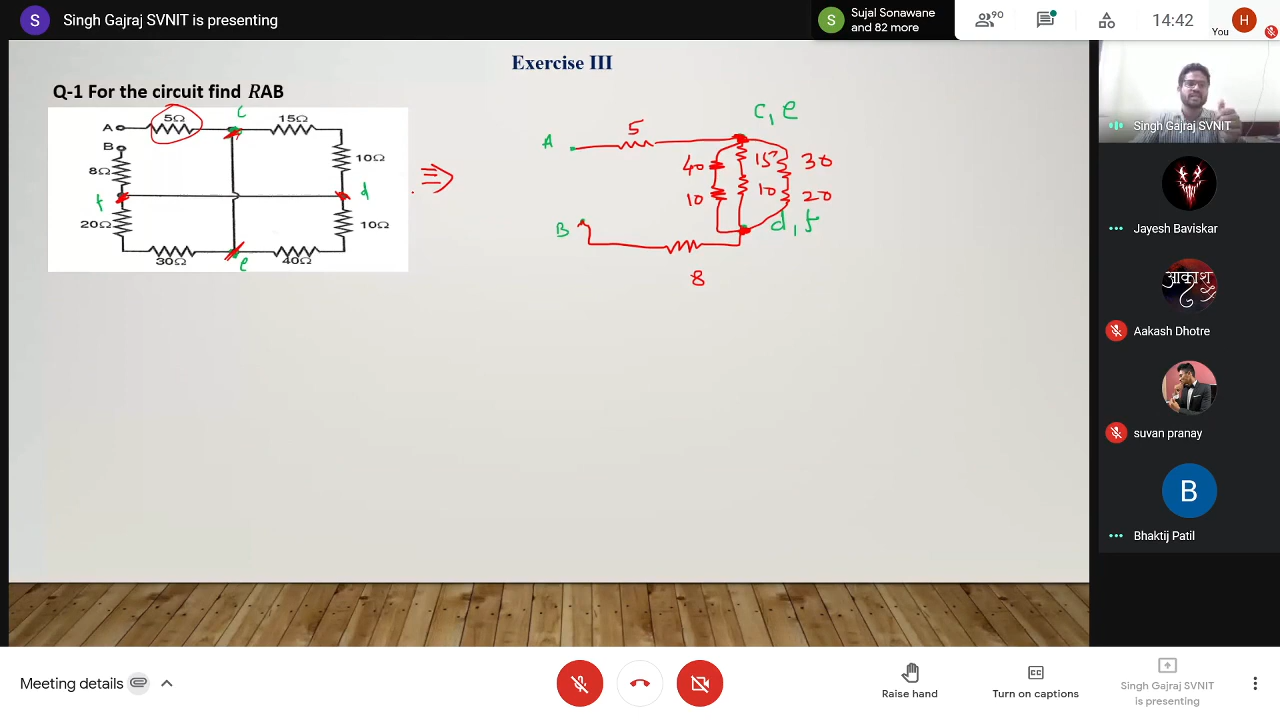 S Singh Gajraj SVNIT is presenting
S Sujal Sonawane
and 82 more
90
14:42
You
H
Exercise III
Q-1 For the circuit find RAB
A
5Ω
c
15Ω
B
8Ω
10Ω
f
d
20Ω
10Ω
30Ω
e
40Ω
⇒
A
5
c, e
40
15
30
10
10
20
B
d, f
8
Singh Gajraj SVNIT
Jayesh Baviskar
आकाश
Aakash Dhotre
suvan pranay
B
Bhaktij Patil
Meeting details
Raise hand
Turn on captions
Singh Gajraj SVNIT
is presenting